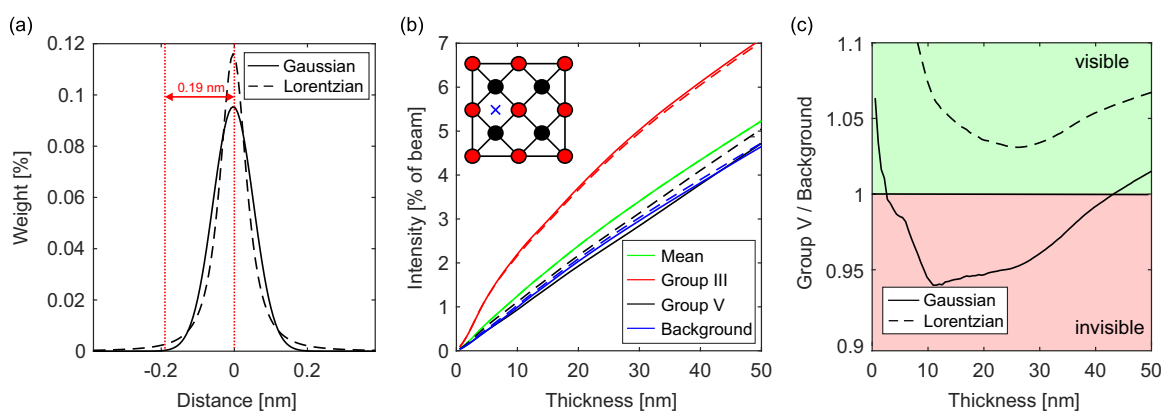 (a)
0.12
0.1
0.08
0.06
0.04
0.02
0
Weight [%]
-0.2
0
0.2
Distance [nm]
0.19 nm
Gaussian
Lorentzian
(b)
7
6
5
4
3
2
1
0
Intensity [% of beam]
0
10
20
30
40
50
Thickness [nm]
Mean
Group III
Group V
Background
(c)
1.1
1.05
1
0.95
0.9
Group V / Background
0
10
20
30
40
50
Thickness [nm]
visible
Gaussian
Lorentzian
invisible